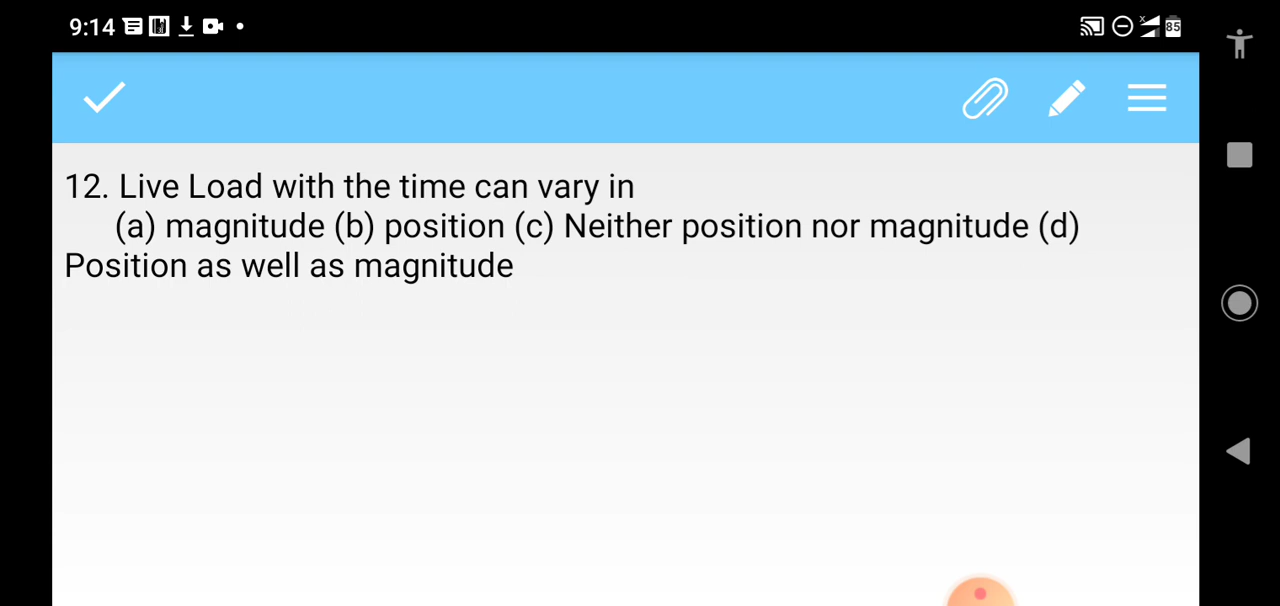 9:14
85
12. Live Load with the time can vary in
(a) magnitude (b) position (c) Neither position nor magnitude (d)
Position as well as magnitude